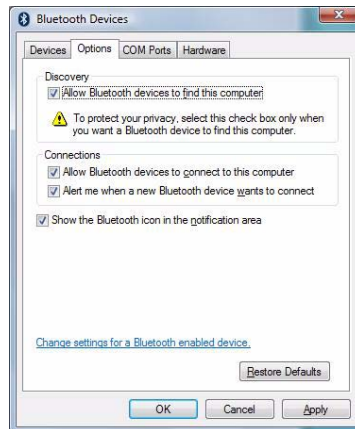 Bluetooth Devices
Devices Options COM Ports Hardware
Discovery
Allow Bluetooth devices to find this computer
To protect your privacy, select this check box only when
you want a Bluetooth device to find this computer.
Connections
Allow Bluetooth devices to connect to this computer
Alert me when a new Bluetooth device wants to connect
Show the Bluetooth icon in the notification area
Change settings for a Bluetooth enabled device.
Restore Defaults
OK Cancel Apply